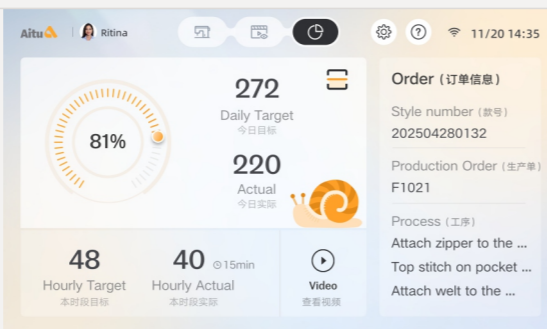 Aitu
Ritina
11/20 14:35
81%
272
Daily Target
今日目标
220
Actual
今日实际
48
Hourly Target
本时段目标
40
15min
Hourly Actual
本时段实际
Video
查看视频
Order (订单信息)
Style number (款号)
202504280132
Production Order (生产单)
F1021
Process (工序)
Attach zipper to the ...
Top stitch on pocket ...
Attach welt to the ...